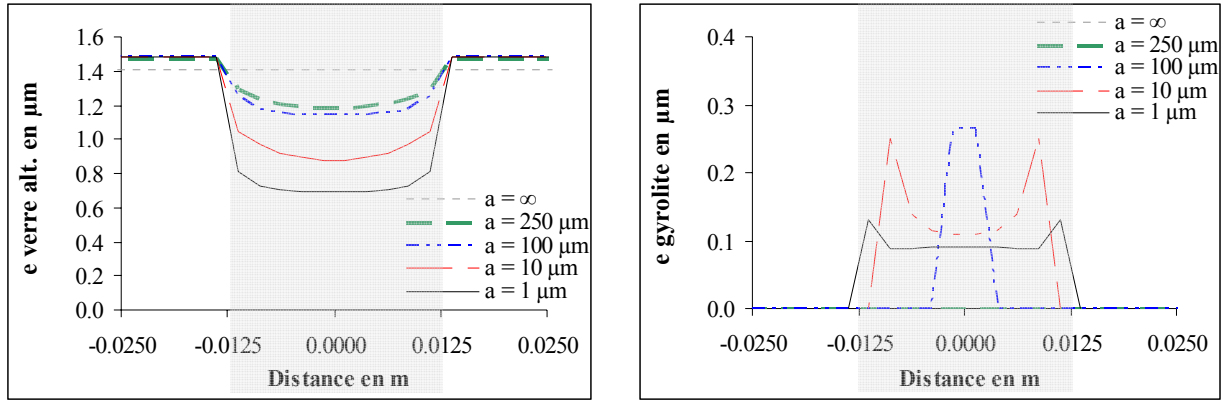 e verre alt. en µm
1.6
1.4
1.2
1.0
0.8
0.6
0.4
0.2
0.0
a = ∞
a = 250 µm
a = 100 µm
a = 10 µm
a = 1 µm
-0.0250 -0.0125 0.0000 0.0125 0.0250
Distance en m
e gyrolite en µm
0.4
0.3
0.2
0.1
0.0
a = ∞
a = 250 µm
a = 100 µm
a = 10 µm
a = 1 µm
-0.0250 -0.0125 0.0000 0.0125 0.0250
Distance en m